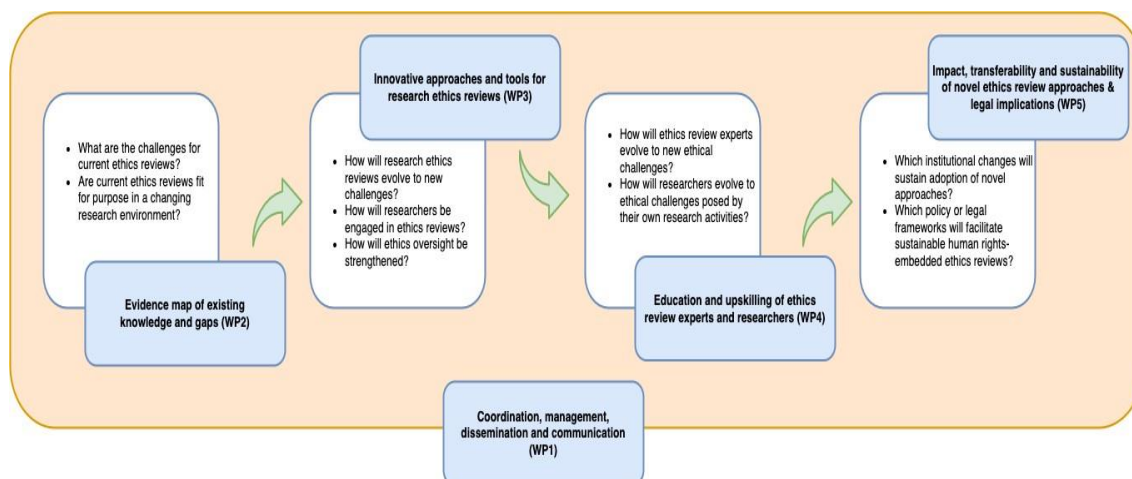 • What are the challenges for
current ethics reviews?
• Are current ethics reviews fit
for purpose in a changing
research environment?
Evidence map of existing
knowledge and gaps (WP2)
Innovative approaches and tools for
research ethics reviews (WP3)
• How will research ethics
reviews evolve to new
challenges?
• How will researchers be
engaged in ethics reviews?
• How will ethics oversight be
strengthened?
• How will ethics review experts
evolve to new ethical
challenges?
• How will researchers evolve to
ethical challenges posed by
their own research activities?
Education and upskilling of ethics
review experts and researchers (WP4)
Impact, transferability and sustainability
of novel ethics review approaches &
legal implications (WP5)
• Which institutional changes will
sustain adoption of novel
approaches?
• Which policy or legal
frameworks will facilitate
sustainable human rights-
embedded ethics reviews?
Coordination, management,
dissemination and communication
(WP1)